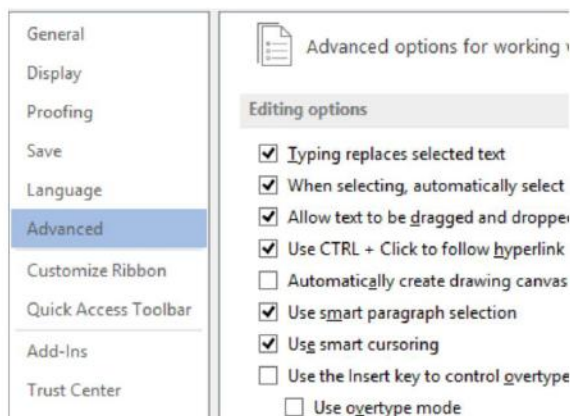 General
Display
Proofing
Save
Language
Advanced
Customize Ribbon
Quick Access Toolbar
Add-Ins
Trust Center
Advanced options for working
Editing options
Typing replaces selected text
When selecting, automatically select
Allow text to be dragged and dropped
Use CTRL + Click to follow hyperlink
Automatically create drawing canvas
Use smart paragraph selection
Use smart cursoring
Use the Insert key to control overtype
Use overtype mode